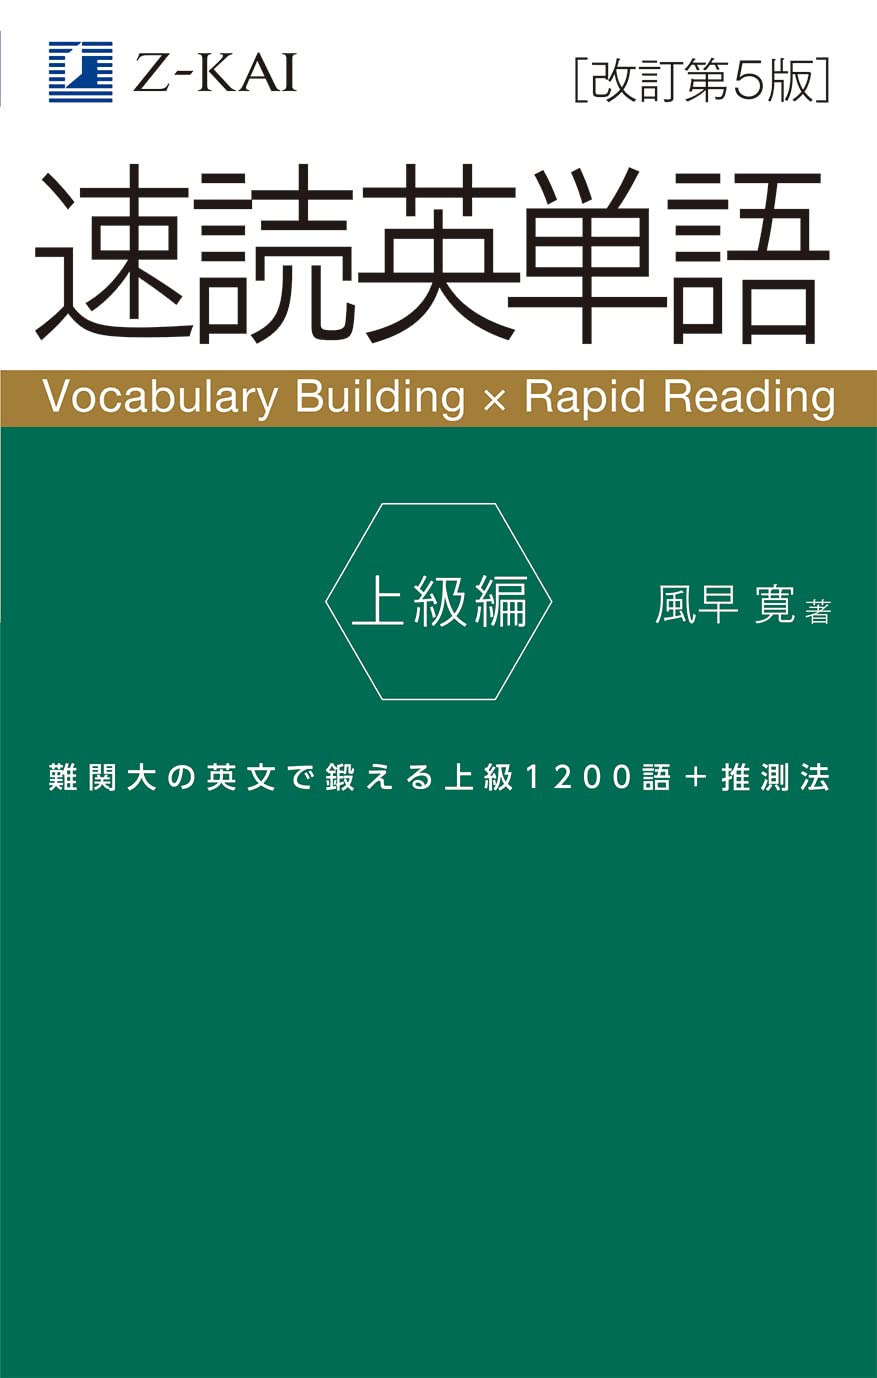 Z-KAI
[改訂第5版]
速読英単語
Vocabulary Building × Rapid Reading
上級編
風早 寛 著
難関大の英文で鍛える上級1200語＋推測法